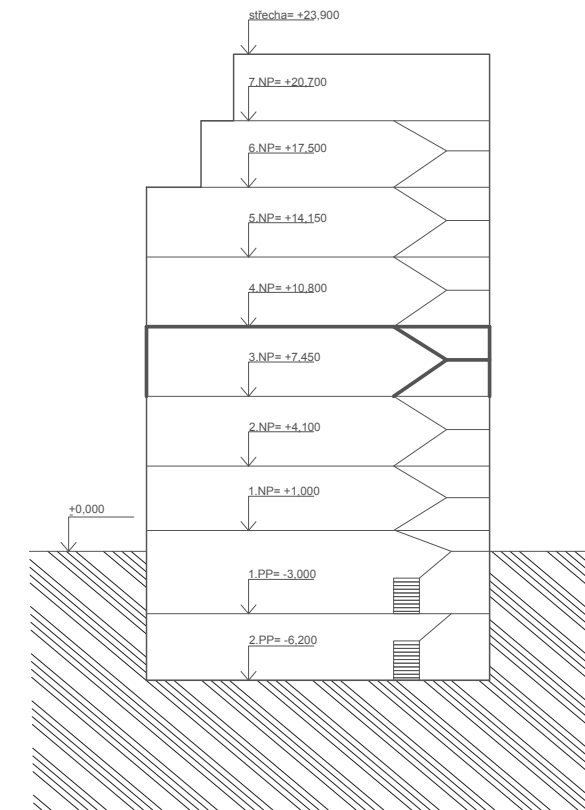 střecha= +23,900
7.NP= +20,700
6.NP= +17,500
5.NP= +14,150
4.NP= +10,800
3.NP= +7,450
2.NP= +4,100
1.NP= +1,000
+0,000
1.PP= -3,000
2.PP= -6,200